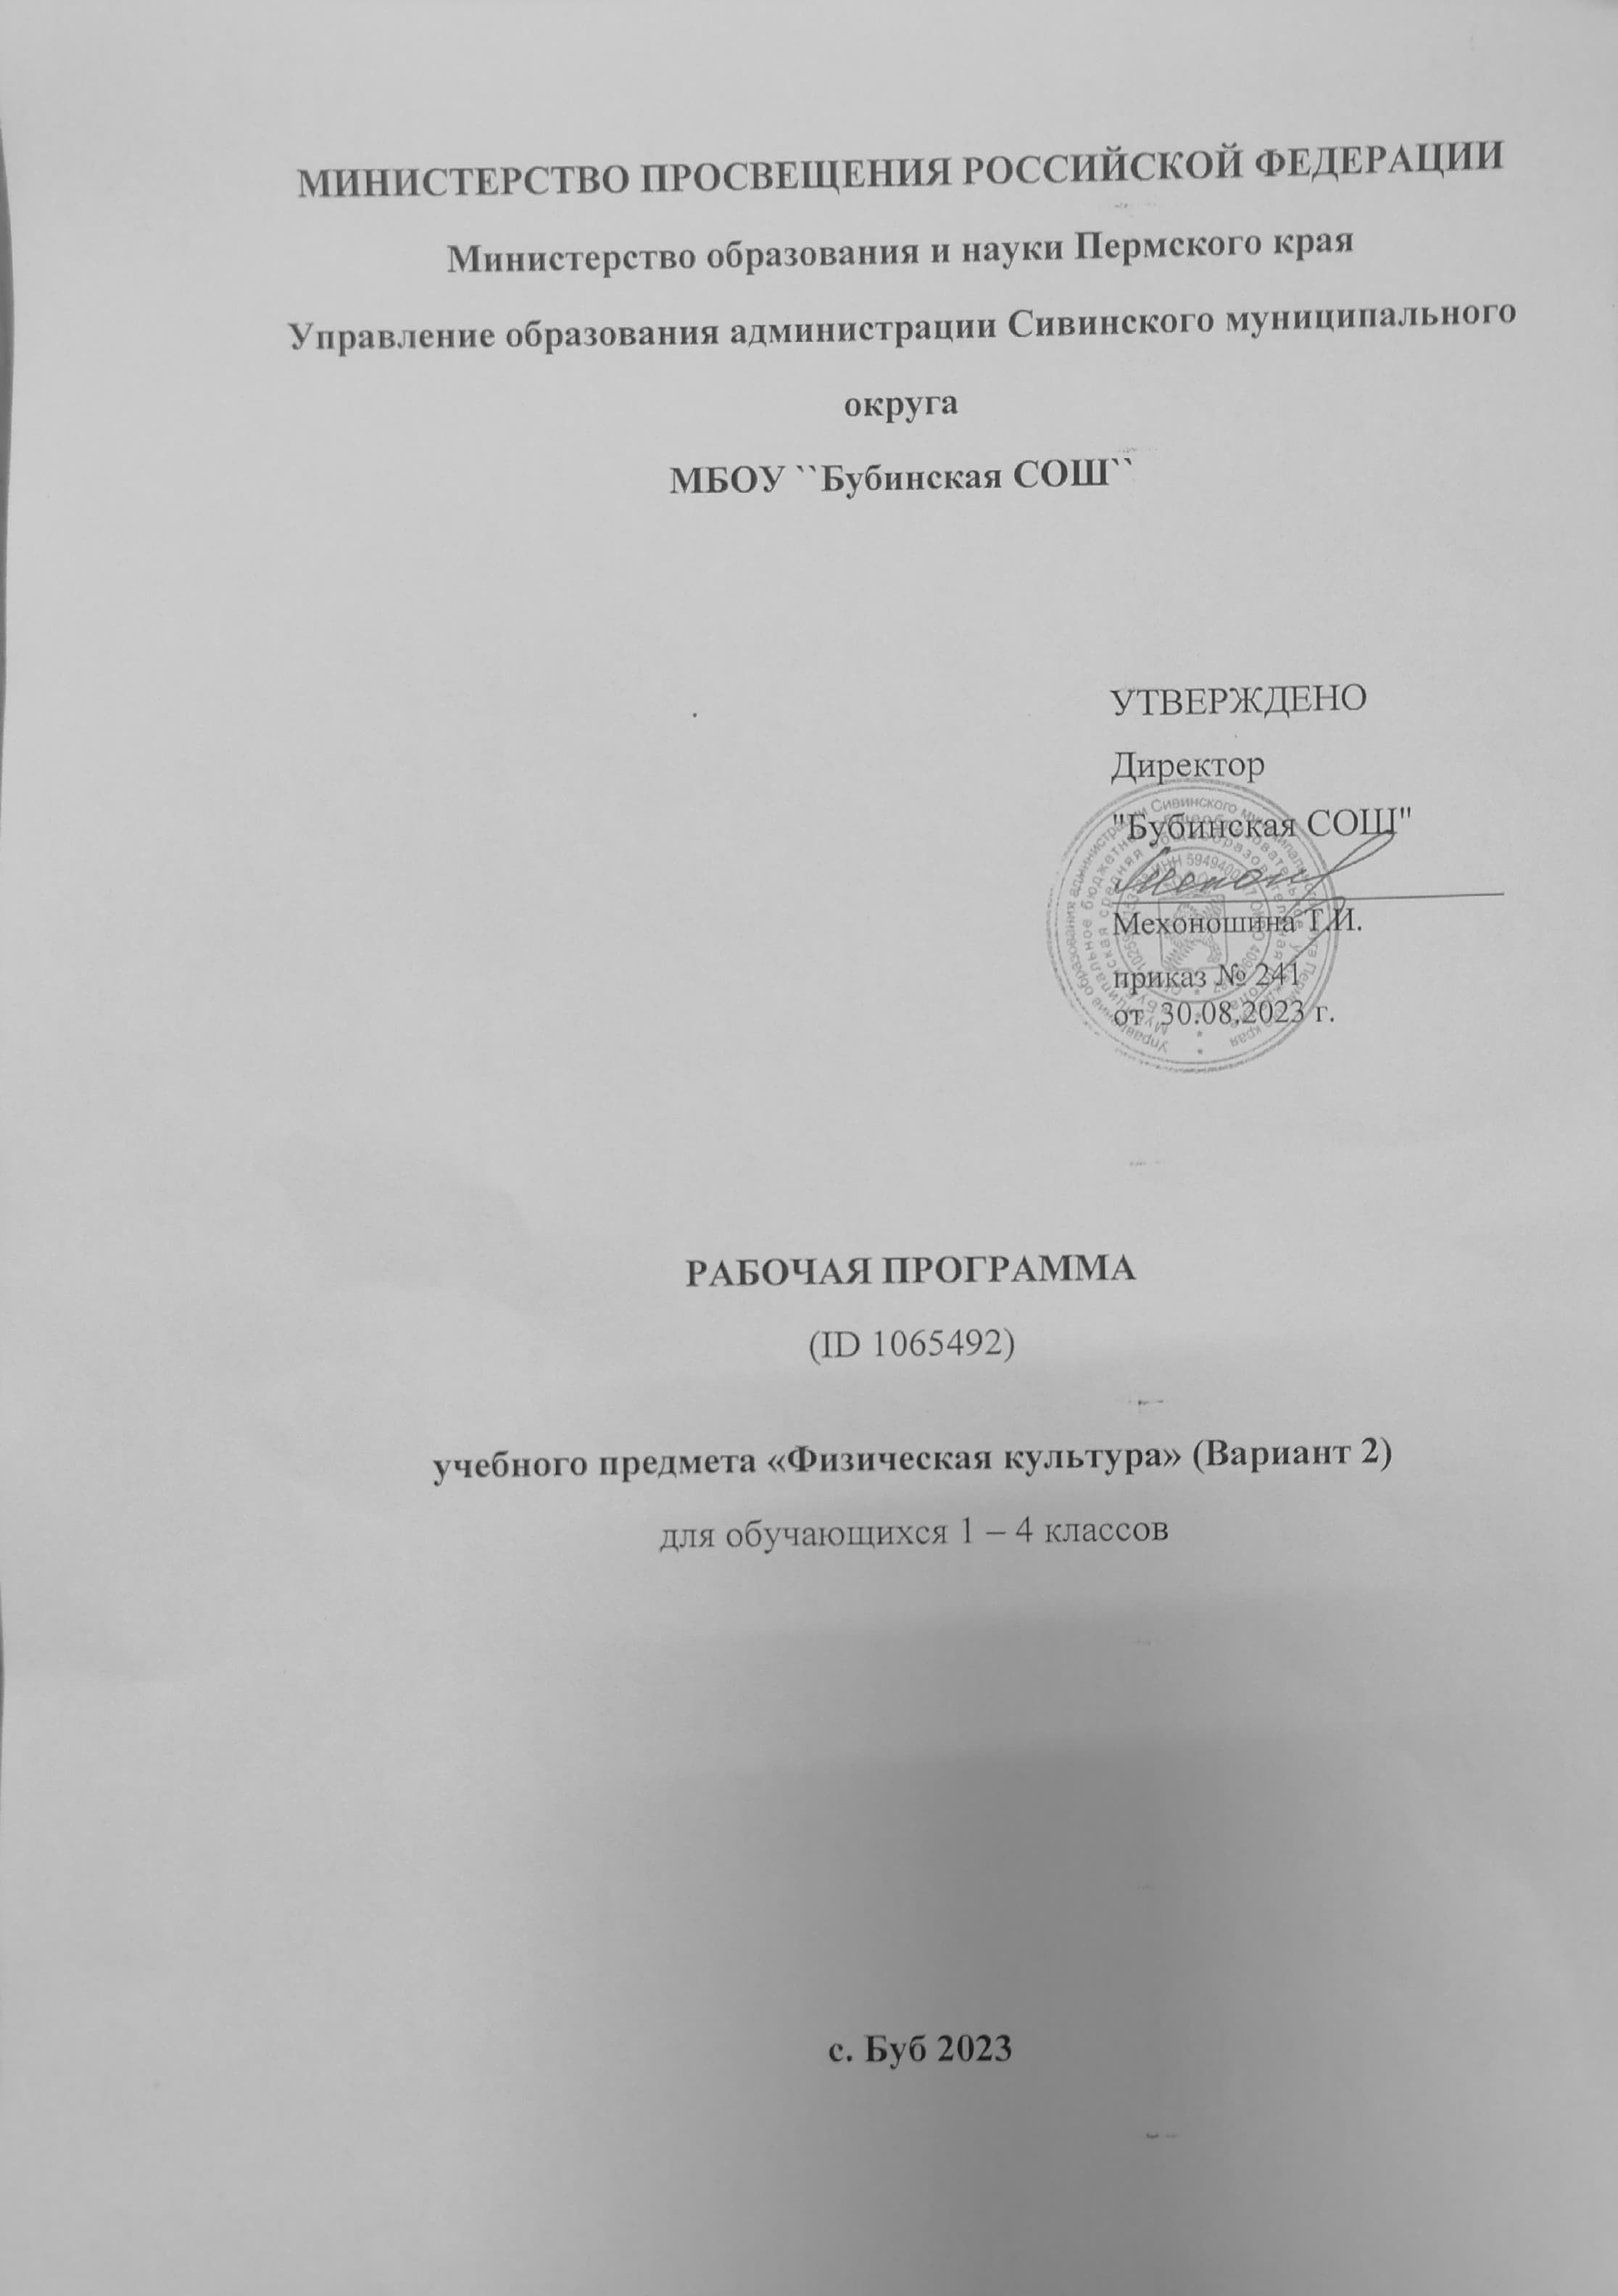 МИНИСТЕРСТВО ПРОСВЕЩЕНИЯ РОССИЙСКОЙ ФЕДЕРАЦИИ
Министерство образования и науки Пермского края
Управление образования администрации Сивинского муниципального
округа
МБОУ ``Бубинская СОШ``
УТВЕРЖДЕНО
Директор
"Бубинская СОШ"
Мехоношина Т.И.
приказ № 241
от 30.08.2023 г.
РАБОЧАЯ ПРОГРАММА
(ID 1065492)
учебного предмета «Физическая культура» (Вариант 2)
для обучающихся 1 – 4 классов
с. Буб 2023